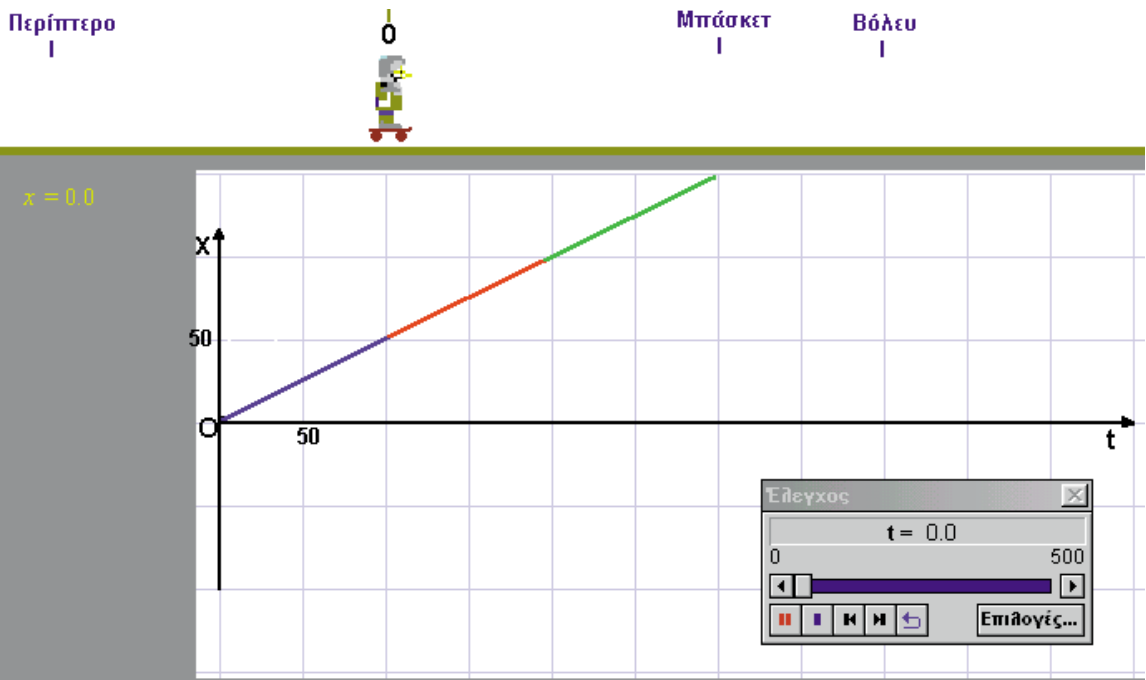 Περίπτερο
0
Μπάσκετ
Βόλευ
x = 0.0
x
50
O
50
t
Έλεγχος
t = 0.0
0 500
Επιλογές...